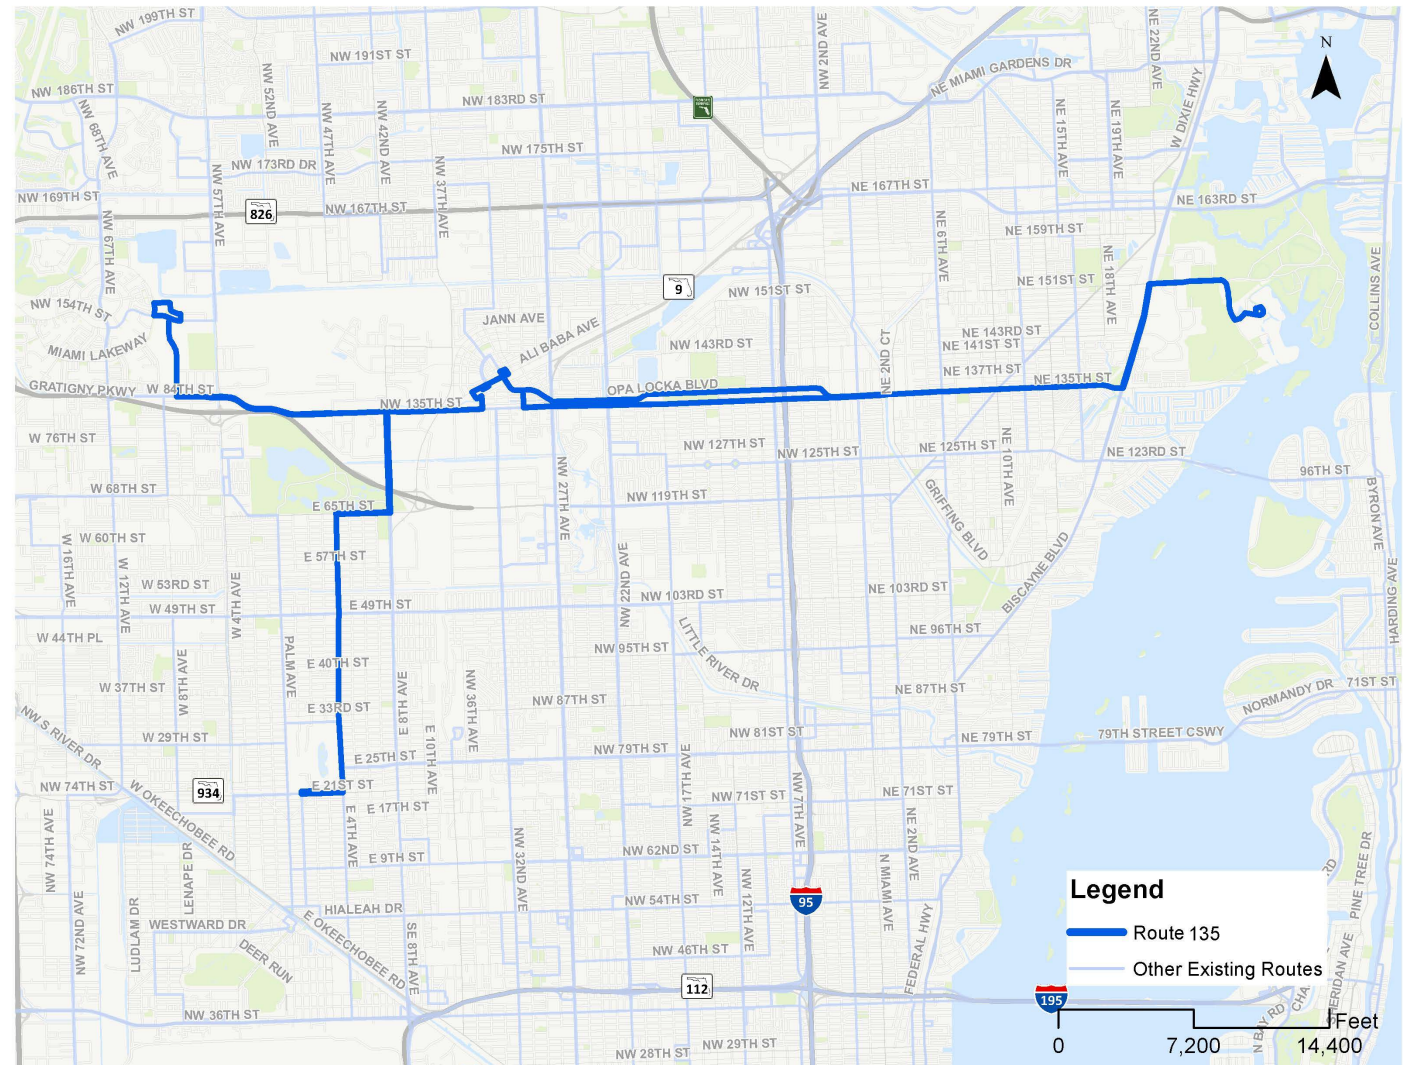 NW 199TH ST
NW 191ST ST
NW 2ND AVE
NE 22ND AVE
N
NW 186TH ST
NW 52ND AVE
NW 183RD ST
NE MIAMI GARDENS DR
NW 68TH AVE
NW 47TH AVE
NW 42ND AVE
NE 15TH AVE
NE 19TH AVE
W DIXIE HWY
NW 175TH ST
NW 173RD DR
NW 37TH AVE
NW 169TH ST
NW 57TH AVE
NE 167TH ST
NE 163RD ST
826
NW 167TH ST
NW 67TH AVE
NE 6TH AVE
NE 159TH ST
NE 18TH AVE
COLLINS AVE
9
NW 151ST ST
NE 151ST ST
NW 154TH ST
JANN AVE
ALI BABA AVE
NE 2ND CT
NE 143RD ST
NW 143RD ST
NE 141ST ST
MIAMI LAKEWAY
NE 137TH ST
GRATIGNY PKWY
W 84TH ST
OPA LOCKA BLVD
NE 135TH ST
NW 135TH ST
W 76TH ST
NW 127TH ST
NW 125TH ST
NE 125TH ST
NE 10TH AVE
NE 123RD ST
96TH ST
NW 27TH AVE
BYRON AVE
W 68TH ST
NW 119TH ST
E 65TH ST
GRIFFING BLVD
W 60TH ST
W 16TH AVE
W 12TH AVE
E 57TH ST
NW 22ND AVE
BISCAYNE BLVD
W 53RD ST
W 4TH AVE
NE 103RD ST
HARDING AVE
W 49TH ST
E 49TH ST
NW 103RD ST
W 44TH PL
PALM AVE
LITTLE RIVER DR
NE 96TH ST
W 8TH AVE
E 40TH ST
NW 95TH ST
W 37TH ST
E 8TH AVE
NW 36TH AVE
NW 87TH ST
NE 87TH ST
NORMANDY DR
71ST ST
NW S RIVER DR
E 33RD ST
W 29TH ST
E 10TH AVE
NW 81ST ST
NE 79TH ST
79TH STREET CSWY
E 25TH ST
NW 79TH ST
NW 17TH AVE
NW 7TH AVE
NW 74TH ST
934
E 21ST ST
W OKEECHOBEE RD
E 17TH ST
NW 71ST ST
NE 71ST ST
NW 74TH AVE
E 4TH AVE
NW 32ND AVE
NW 14TH AVE
NE 2ND AVE
PINE TREE DR
LENAPE DR
E 9TH ST
NW 62ND ST
N MIAMI AVE
NW 12TH AVE
RD
NW 72ND AVE
LUDLAM DR
WESTWARD DR
HIALEAH DR
NW 54TH ST
95
FEDERAL HWY
Legend
Route 135
Other Existing Routes
DEER RUN
E OKEECHOBEE RD
SE 8TH AVE
NW 46TH ST
112
195
SHERIDAN AVE
N BAY RD
NW 36TH ST
NW 29TH ST
NW 28TH ST
Feet
0 7,200 14,400